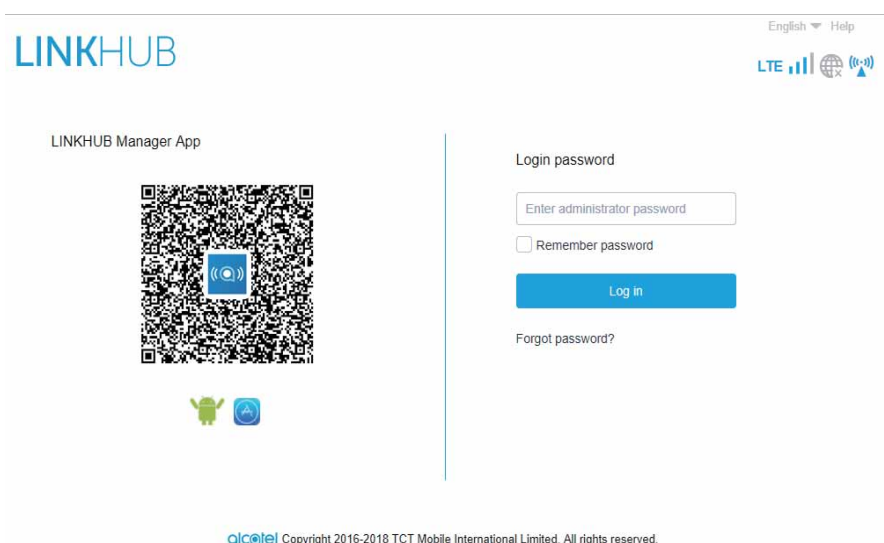 English Help
LINKHUB
LTE
LINKHUB Manager App
Login password
Enter administrator password
Remember password
Log in
Forgot password?
alcatel Copyright 2016-2018 TCT Mobile International Limited. All rights reserved.